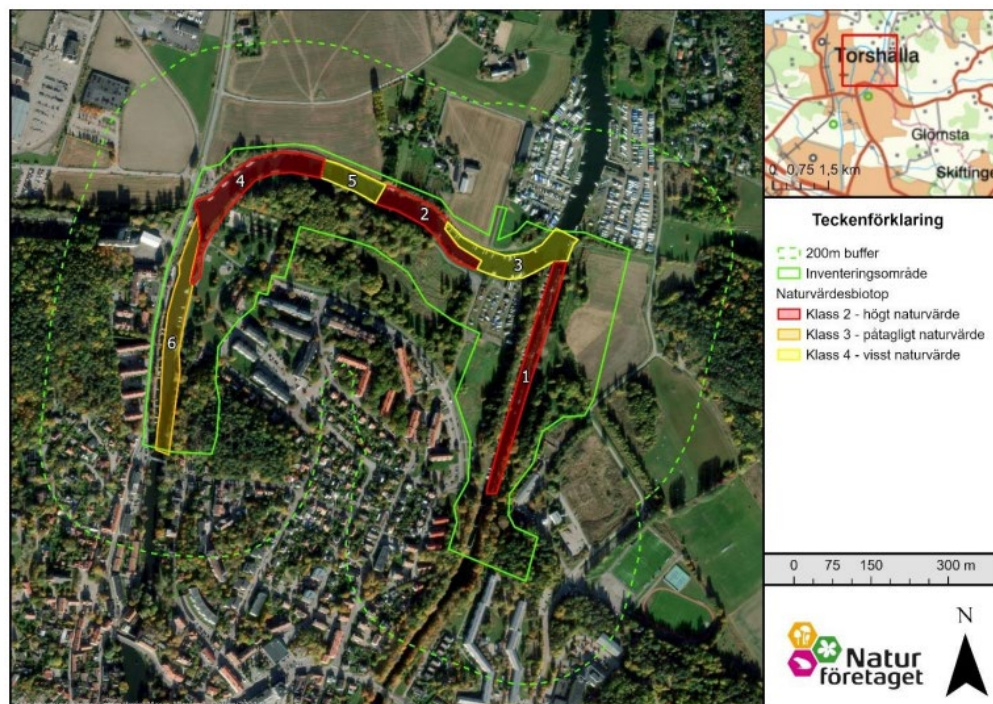 4
5
2
3
6
1
Torshälla
Glömsta
Skiftinge
0 0,75 1,5 km
Teckenförklaring
200m buffer
Inventeringsområde
Naturvärdesbiotop
Klass 2 - högt naturvärde
Klass 3 - påtagligt naturvärde
Klass 4 - visst naturvärde
0 75 150 300 m
N
Natur
företaget